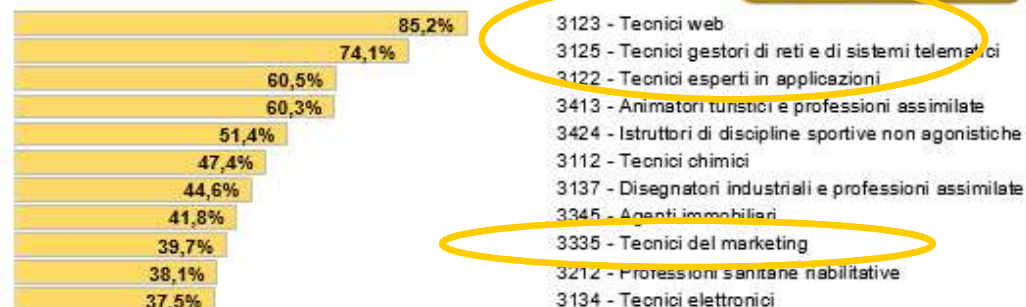 85,2% 3123 - Tecnici web
74,1% 3125 - Tecnici gestori di reti e di sistemi telematici
60,5% 3122 - Tecnici esperti in applicazioni
60,3% 3413 - Animatori turistici e professioni assimilate
51,4% 3424 - Istruttori di discipline sportive non agonistiche
47,4% 3112 - Tecnici chimici
44,6% 3137 - Disegnatori industriali e professioni assimilate
41,8% 3345 - Agenti immobiliari
39,7% 3335 - Tecnici del marketing
38,1% 3212 - Professioni sanitarie riabilitative
37,5% 3134 - Tecnici elettronici